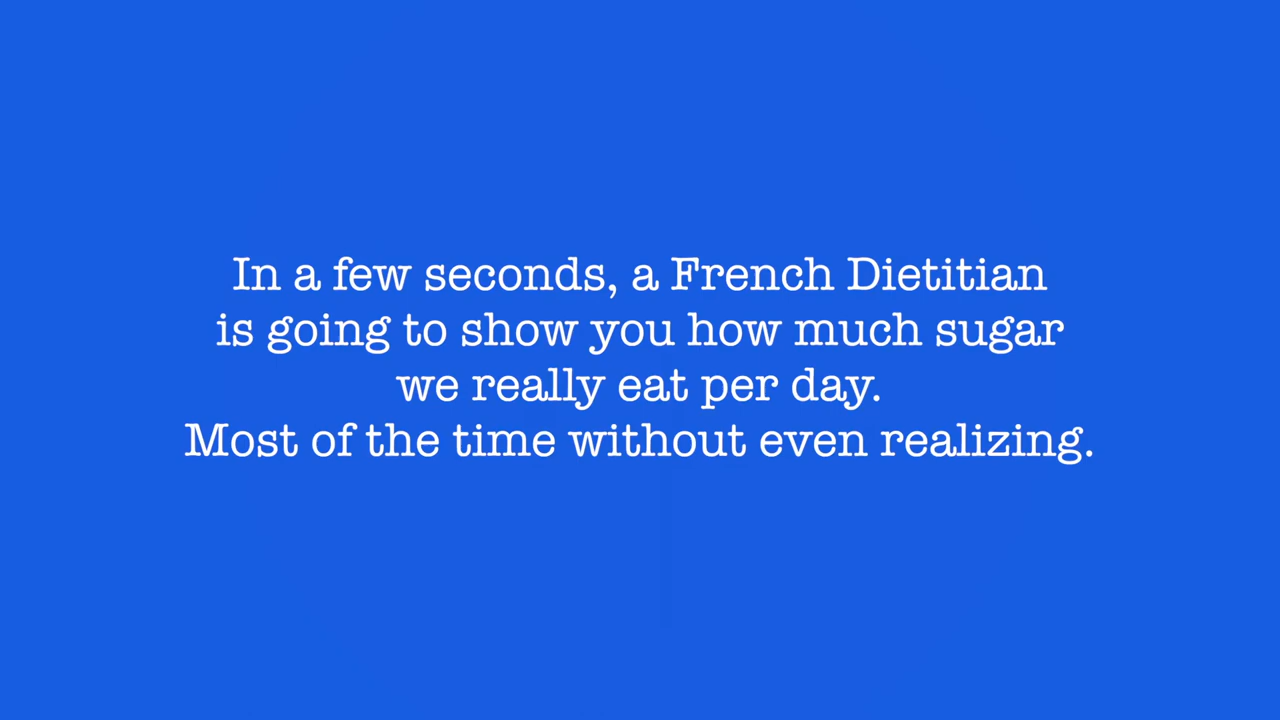 In a few seconds, a French Dietitian
is going to show you how much sugar
we really eat per day.
Most of the time without even realizing.